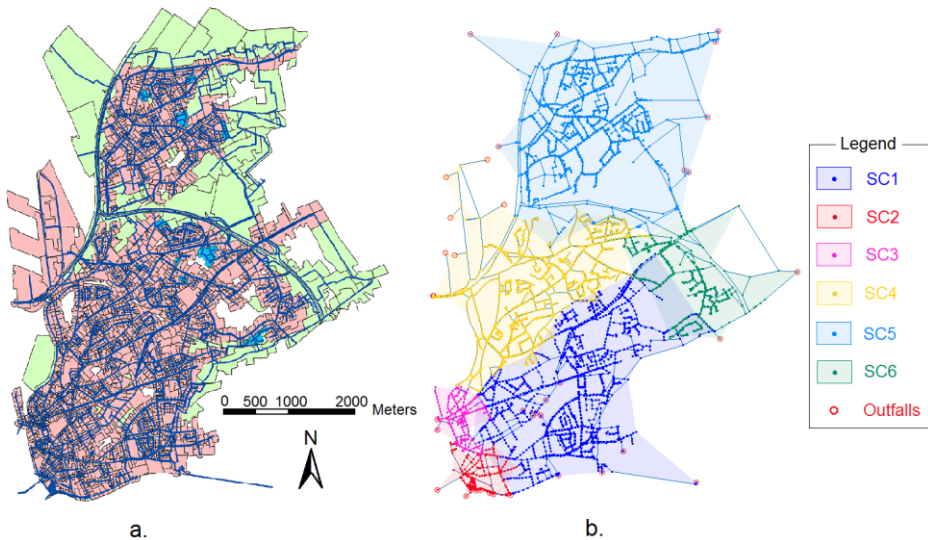 Legend
SC1
SC2
SC3
SC4
SC5
SC6
Outfalls
0 500 1000 2000 Meters
N
a.
b.